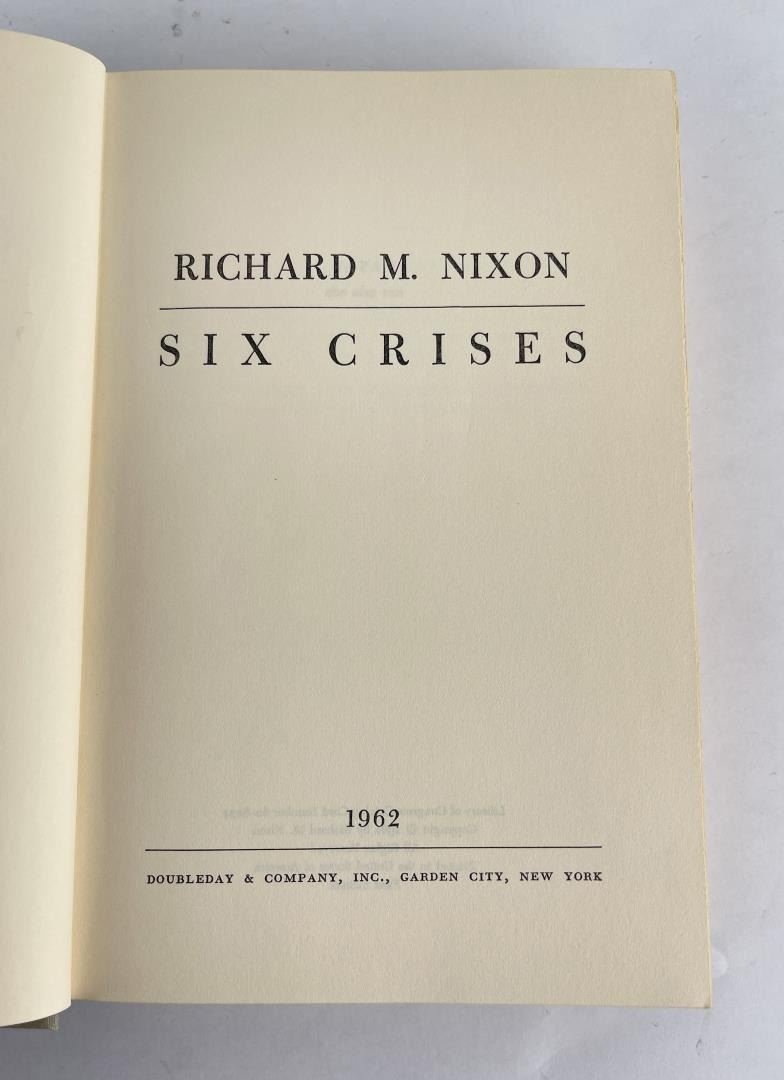 RICHARD M. NIXON
SIX CRISES
1962
DOUBLEDAY & COMPANY, INC., GARDEN CITY, NEW YORK